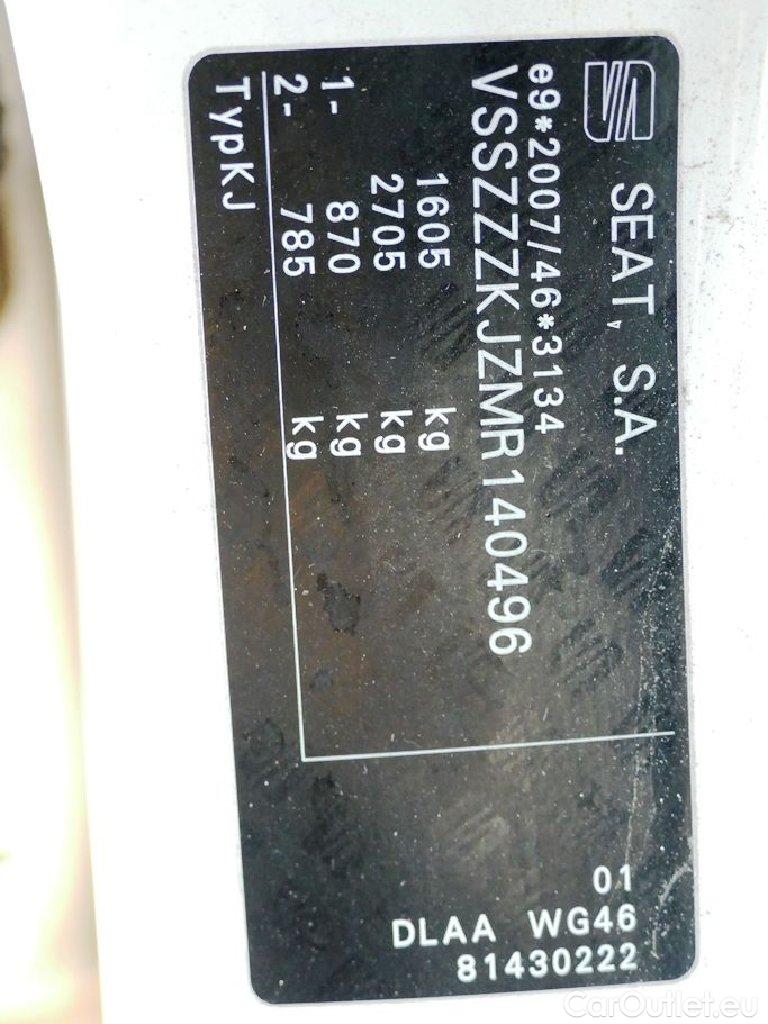 SEAT, S.A.
e9*2007/46*3134
VSSZZZKJZMR140496
1605 kg
2705 kg
1- 870 kg
2- 785 kg
TypKJ
01
DLAA WG46
81430222
CarOutlet.eu